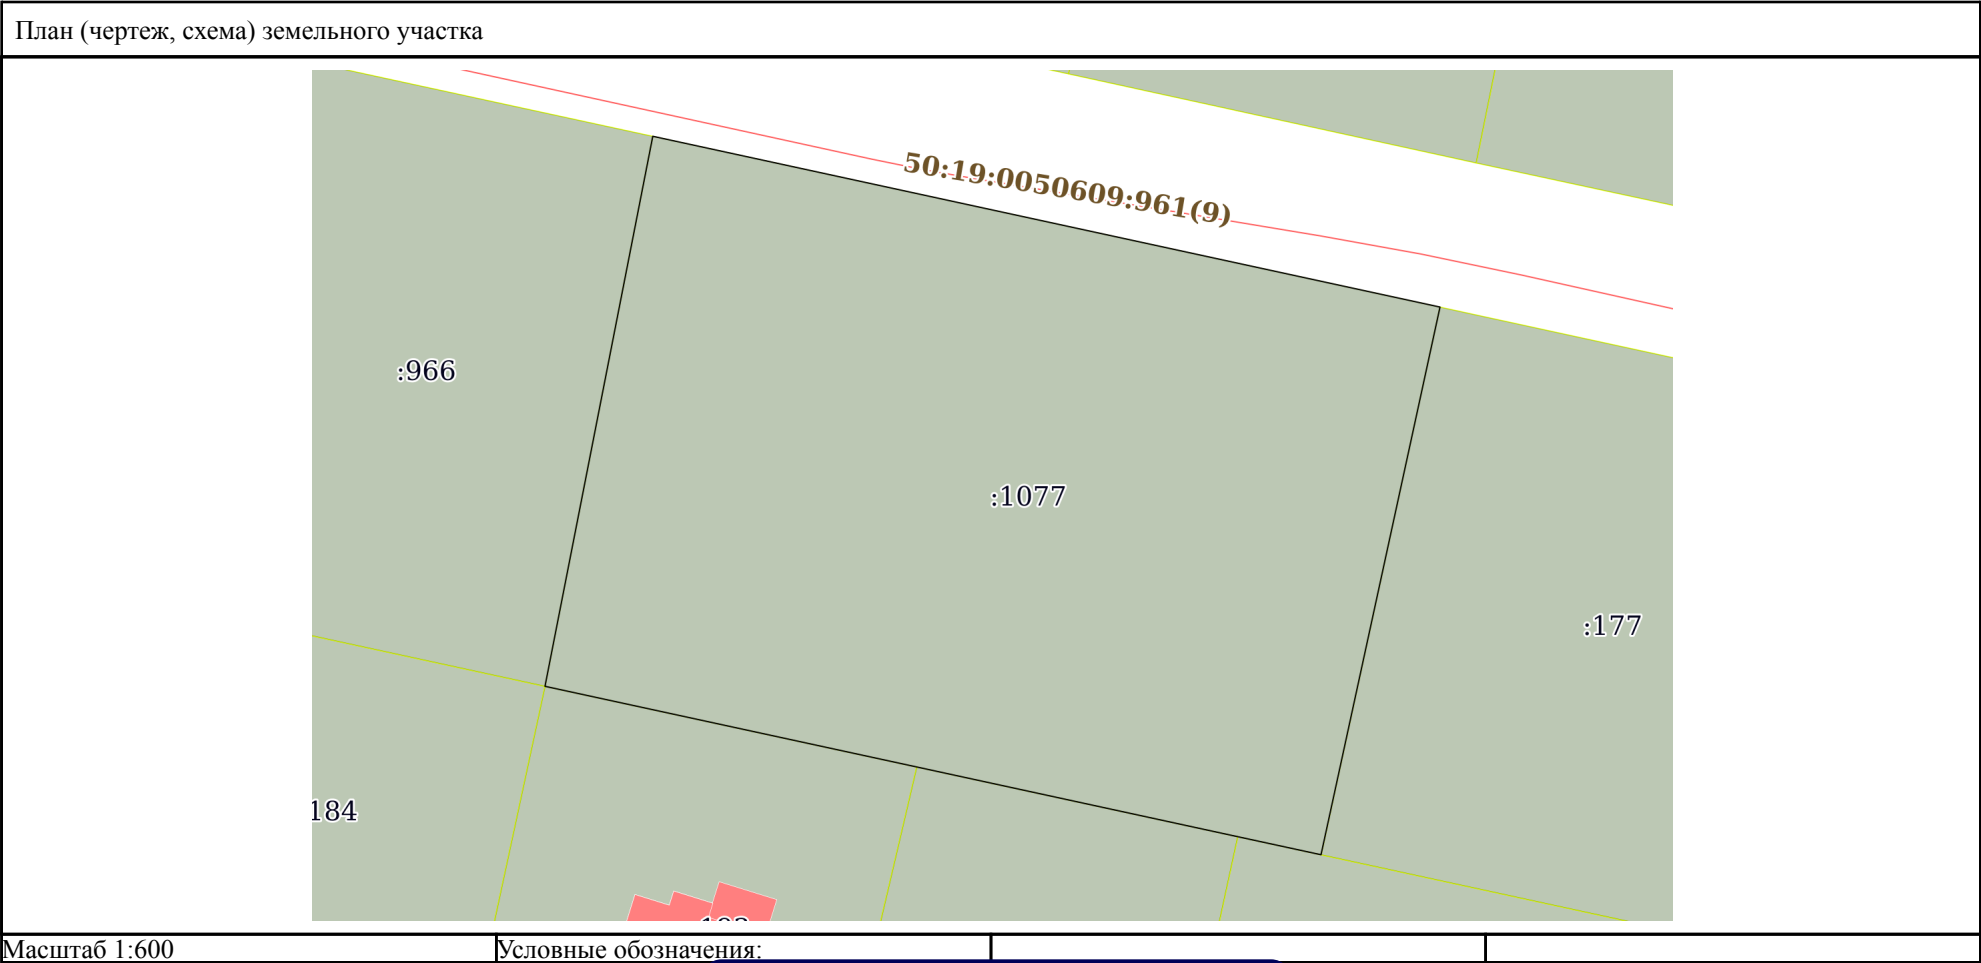 План (чертеж, схема) земельного участка
50:19:0050609:961(9)
:966
:1077
:177
184
Масштаб 1:600
Условные обозначения: